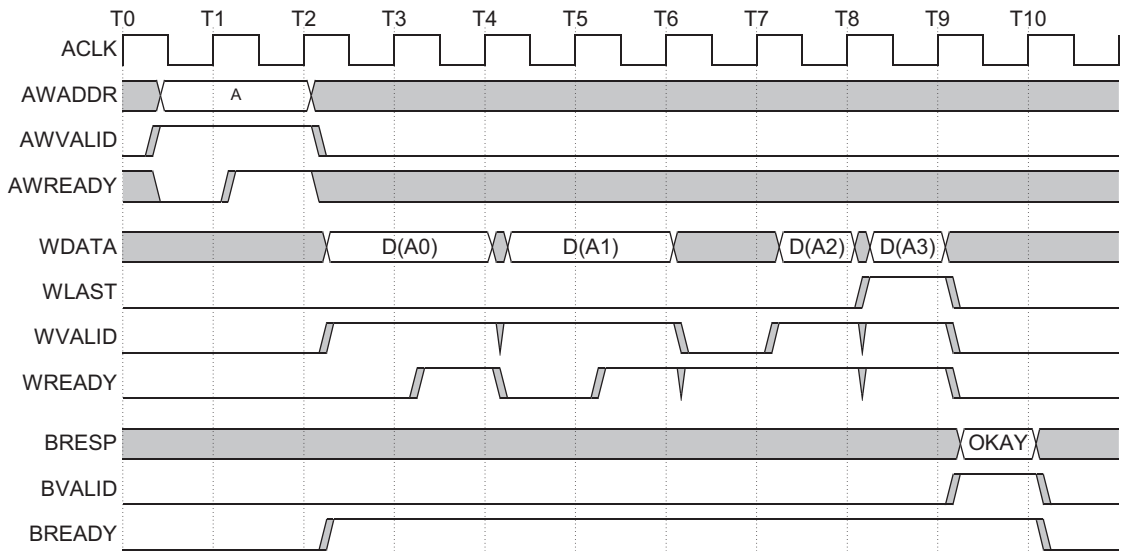 T0 T1 T2 T3 T4 T5 T6 T7 T8 T9 T10
ACLK
AWADDR A
AWVALID
AWREADY
WDATA D(A0) D(A1) D(A2) D(A3)
WLAST
WVALID
WREADY
BRESP OKAY
BVALID
BREADY